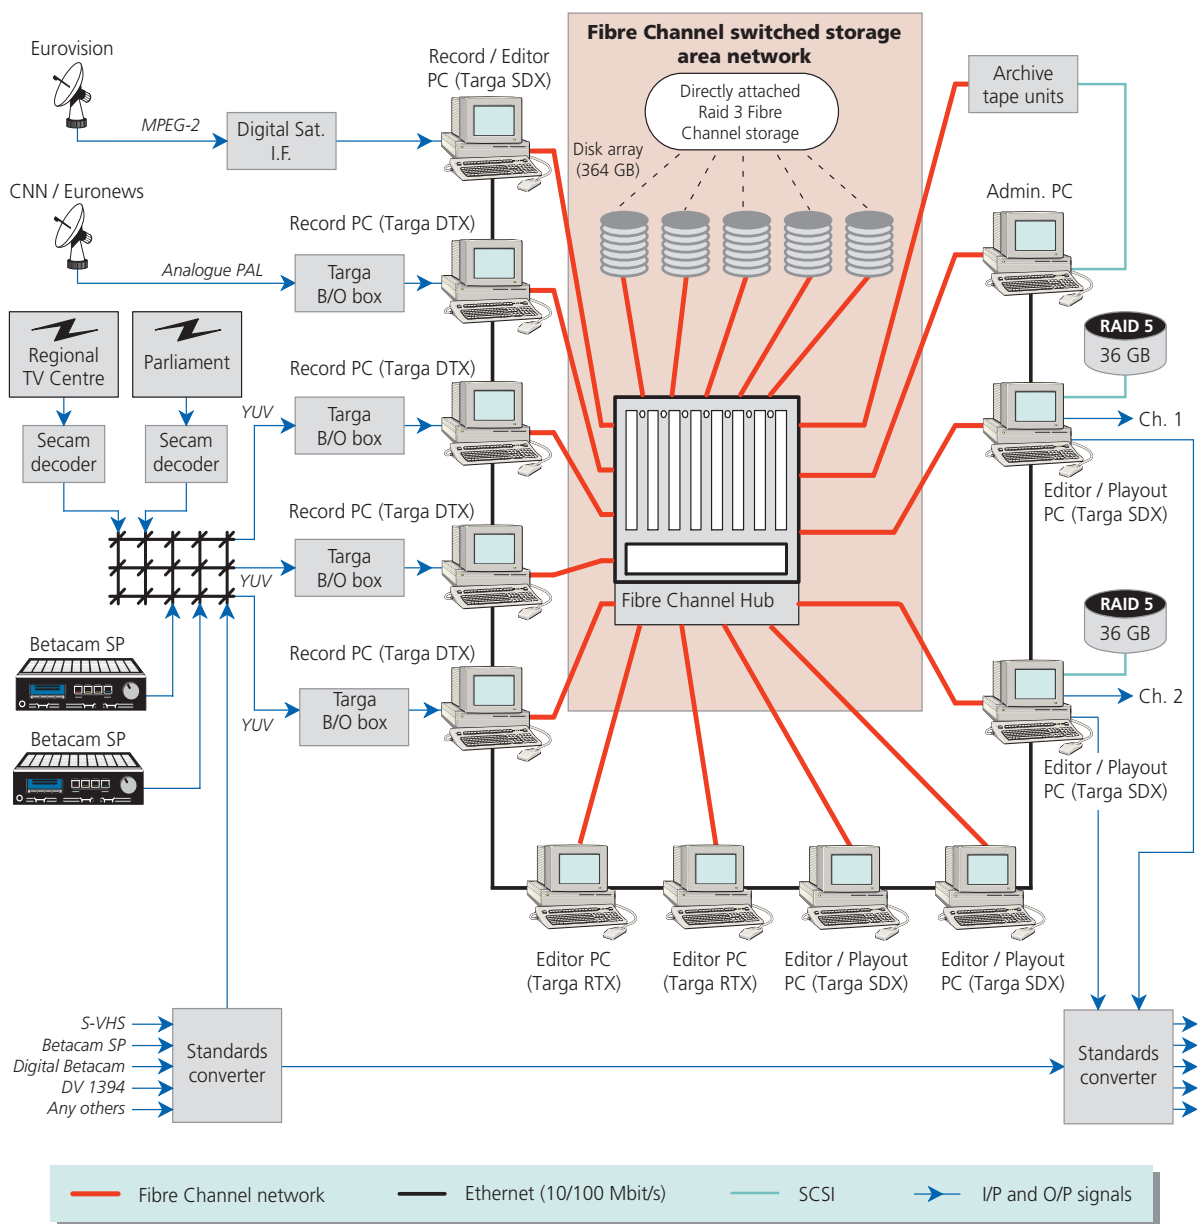 Eurovision
MPEG-2
Digital Sat.
I.F.
Record / Editor
PC (Targa SDX)
Fibre Channel switched storage
area network
Directly attached
Raid 3 Fibre
Channel storage
Disk array
(364 GB)
Archive
tape units
CNN / Euronews
Analogue PAL
Targa
B/O box
Record PC (Targa DTX)
Admin. PC
Regional
TV Centre
Parliament
Secam
decoder
Secam
decoder
YUV
Targa
B/O box
Record PC (Targa DTX)
RAID 5
36 GB
Ch. 1
Editor / Playout
PC (Targa SDX)
YUV
Targa
B/O box
Record PC (Targa DTX)
Fibre Channel Hub
RAID 5
36 GB
Ch. 2
Editor / Playout
PC (Targa SDX)
Betacam SP
Betacam SP
YUV
Targa
B/O box
Record PC (Targa DTX)
Editor PC
(Targa RTX)
Editor PC
(Targa RTX)
Editor / Playout
PC (Targa SDX)
Editor / Playout
PC (Targa SDX)
S-VHS
Betacam SP
Digital Betacam
DV 1394
Any others
Standards
converter
Standards
converter
Fibre Channel network
Ethernet (10/100 Mbit/s)
SCSI
I/P and O/P signals